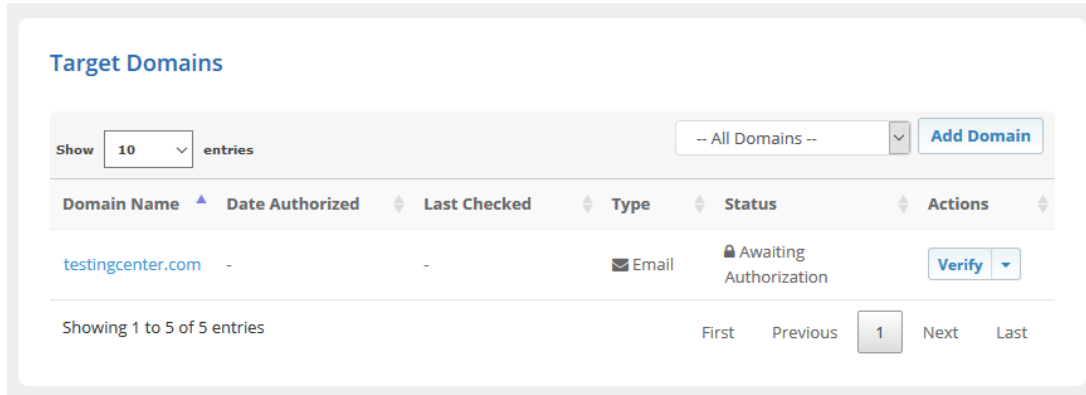 Target Domains
Show 10 entries -- All Domains -- Add Domain
Domain Name Date Authorized Last Checked Type Status Actions
testingcenter.com - - Email Awaiting Authorization Verify
Showing 1 to 5 of 5 entries First Previous 1 Next Last